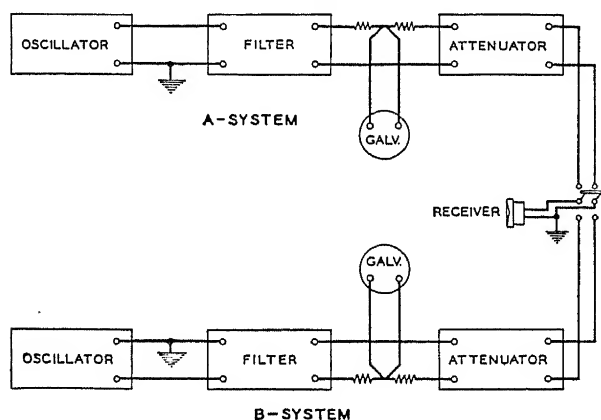 OSCILLATOR
FILTER
ATTENUATOR
A-SYSTEM
GALV.
RECEIVER
GALV.
OSCILLATOR
FILTER
ATTENUATOR
B-SYSTEM